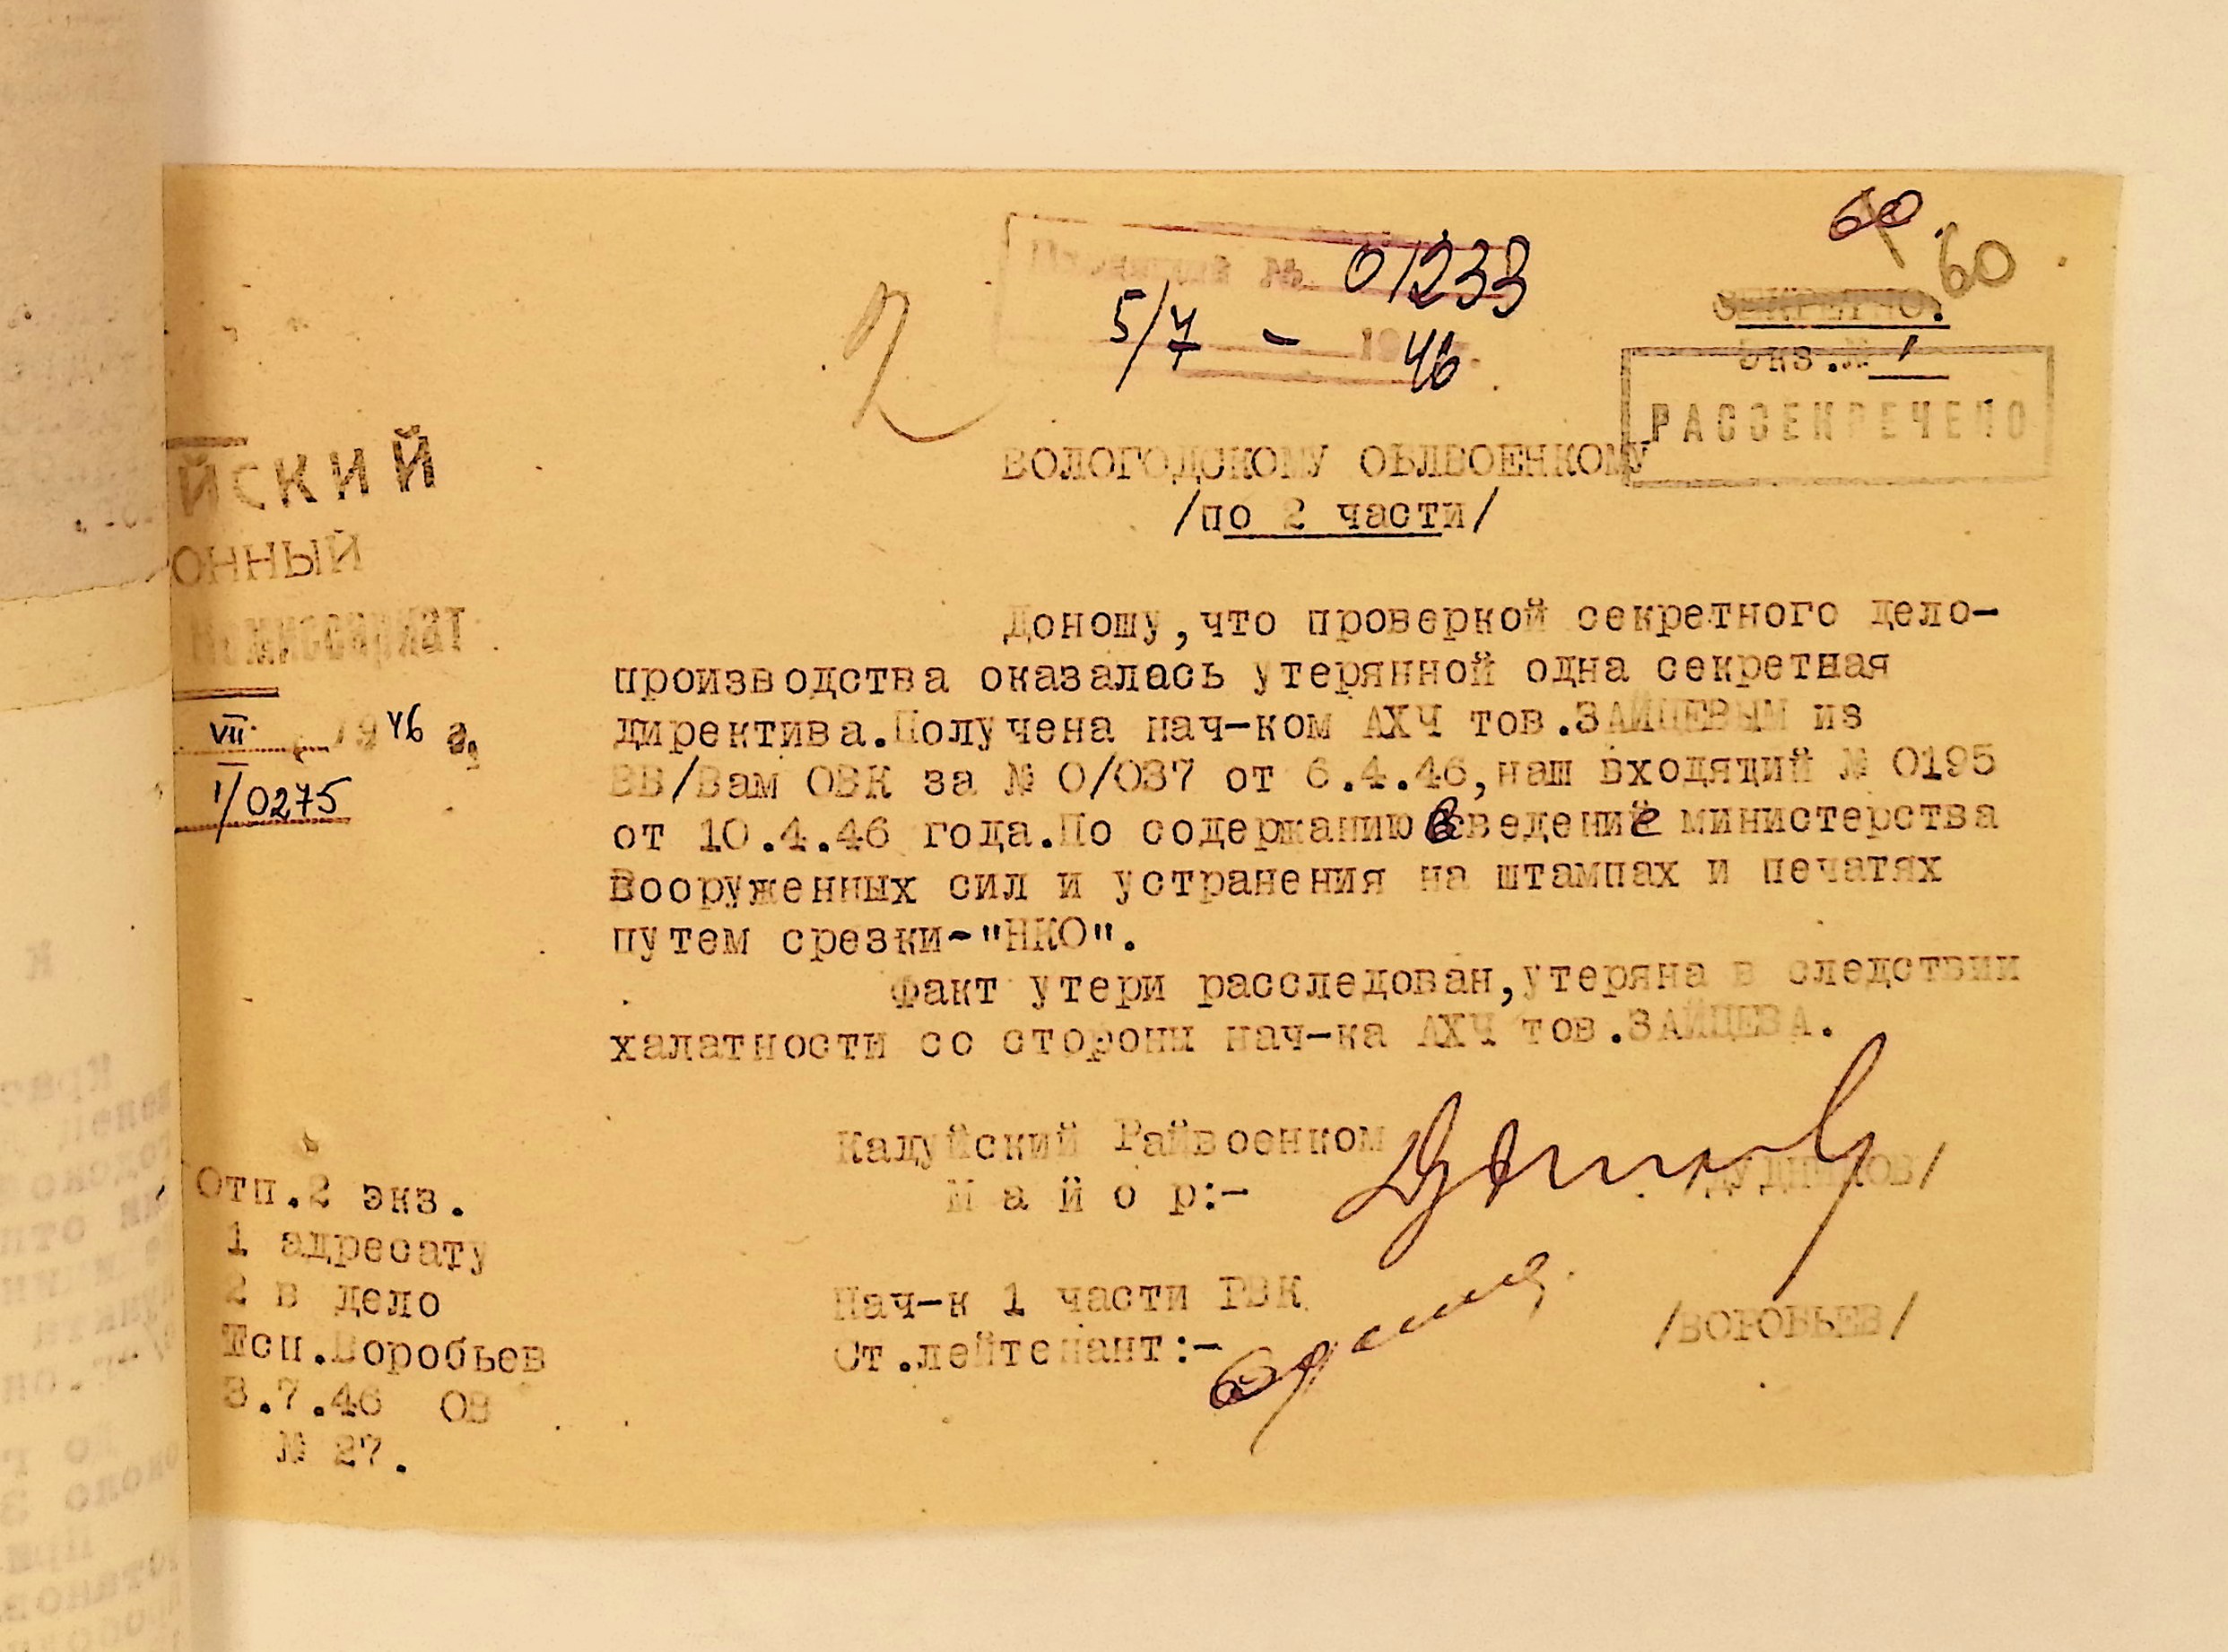 60
60
01233
5/7 - 1946
СЕКРЕТНО.
Экз.№ 1
РАССЕКРЕЧЕНО
ВОЛОГОДСКОМУ ОБЛВОЕНКОМУ
/по 2 части/
йский
онный
комиссариат
VII 1946 г.
1/0275
Доношу,что проверкой секретного дело-
производства оказалась утерянной одна секретная
директива.Получена нач-ком АХЧ тов.ЗАЙЦЕВЫМ из
ВВ/Вам ОВК за № 0/037 от 6.4.46,наш входящий № 0195
от 10.4.46 года.По содержанию введение министерства
Вооруженных сил и устранения на штампах и печатях
путем срезки-"НКО".
Факт утери расследован,утеряна в следствии
халатности со стороны нач-ка АХЧ тов.ЗАЙЦЕВА.
Кадуйский Райвоенком
М а й о р:- /ДУДНИКОВ/
Нач-к 1 части РВК
Ст.лейтенант:- /ВОРОБЬЕВ/
Отп.2 экз.
1 адресату
2 в дело
Исп.Воробьев
3.7.46 ОВ
№ 27.